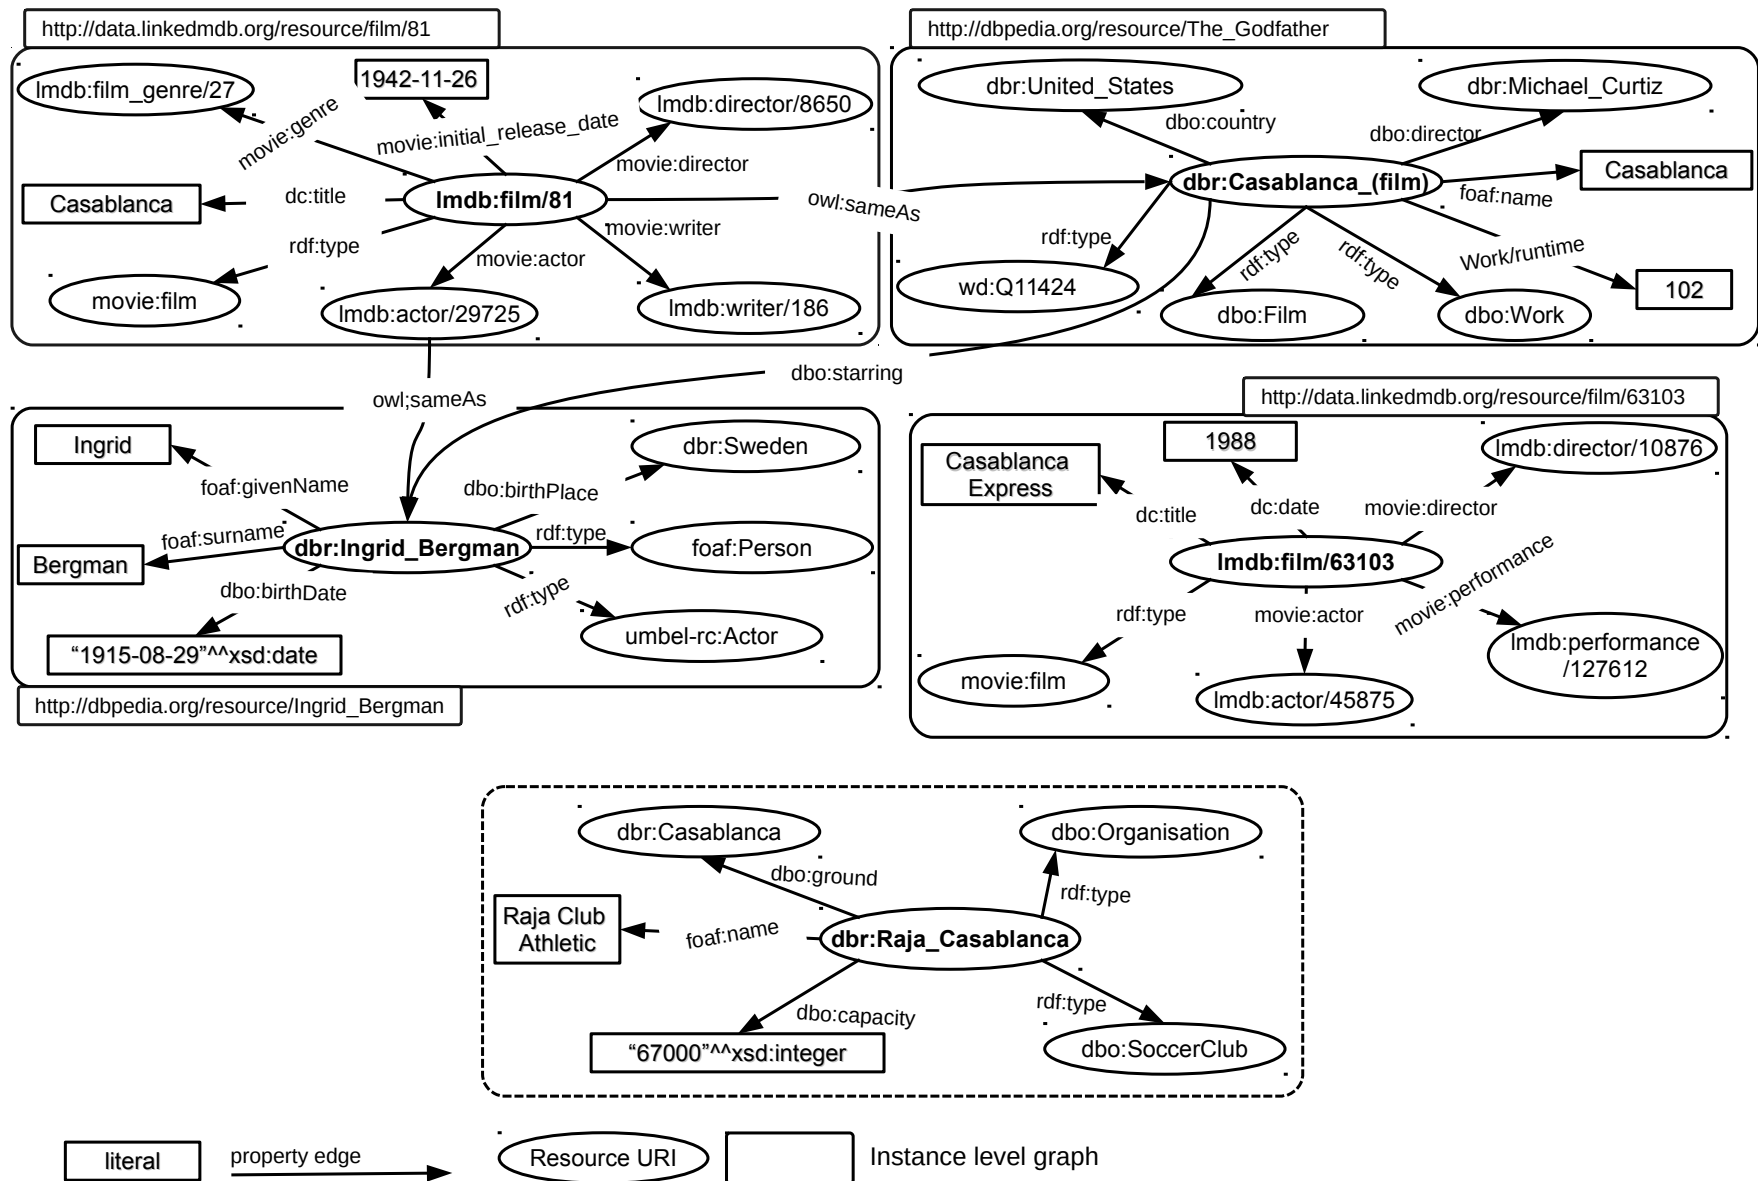 http://data.linkedmdb.org/resource/film/81
lmdb:film_genre/27
1942-11-26
lmdb:director/8650
movie:genre
movie:initial_release_date
movie:director
Casablanca
dc:title
lmdb:film/81
rdf:type
movie:actor
movie:writer
movie:film
lmdb:actor/29725
lmdb:writer/186
owl:sameAs
http://dbpedia.org/resource/The_Godfather
dbr:United_States
dbr:Michael_Curtiz
dbo:country
dbo:director
dbr:Casablanca_(film)
Casablanca
foaf:name
rdf:type
rdf:type
rdf:type
Work/runtime
wd:Q11424
dbo:Film
dbo:Work
102
dbo:starring
owl;sameAs
Ingrid
dbr:Sweden
foaf:givenName
dbo:birthPlace
foaf:surname
rdf:type
dbr:Ingrid_Bergman
foaf:Person
Bergman
dbo:birthDate
rdf:type
“1915-08-29”^^xsd:date
umbel-rc:Actor
http://dbpedia.org/resource/Ingrid_Bergman
http://data.linkedmdb.org/resource/film/63103
Casablanca
Express
1988
lmdb:director/10876
dc:title
dc:date
movie:director
lmdb:film/63103
rdf:type
movie:actor
movie:performance
movie:film
lmdb:actor/45875
lmdb:performance
/127612
dbr:Casablanca
dbo:Organisation
dbo:ground
rdf:type
Raja Club
Athletic
foaf:name
dbr:Raja_Casablanca
dbo:capacity
rdf:type
“67000”^^xsd:integer
dbo:SoccerClub
literal
property edge
Resource URI
Instance level graph